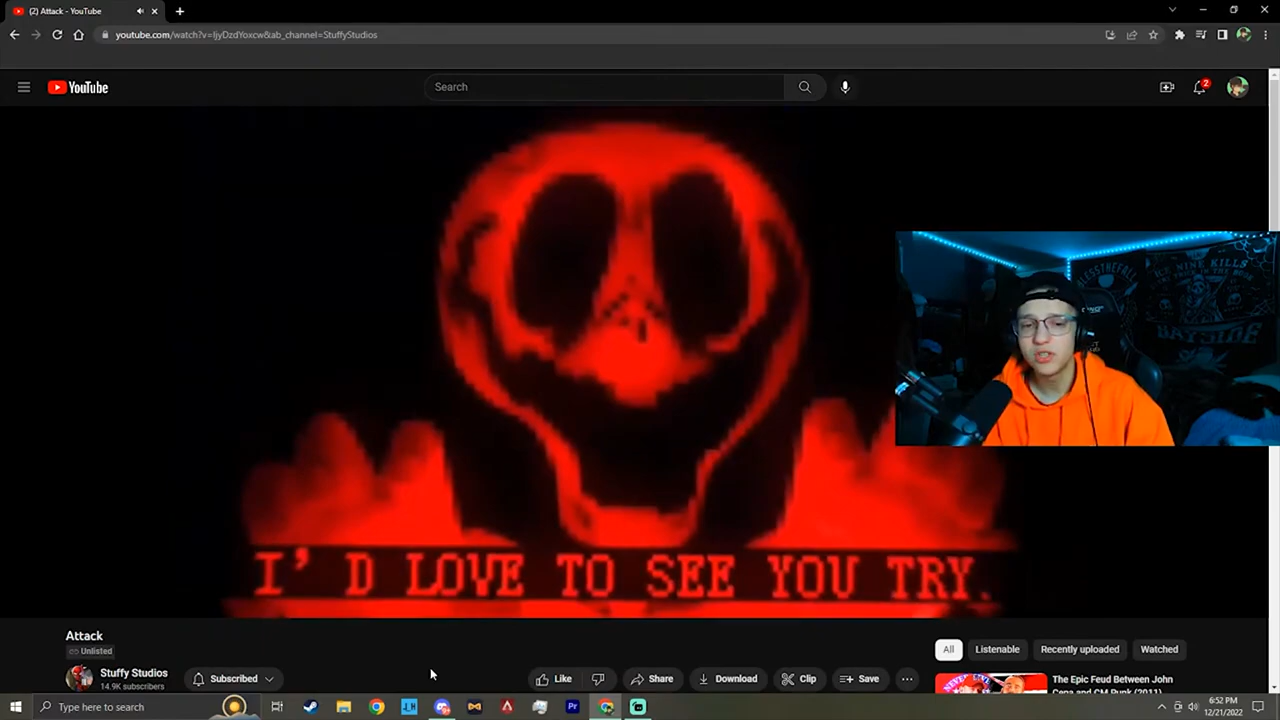 (2) Attack - YouTube
youtube.com/watch?v=IjyDzdYoxcw&ab_channel=StuffyStudios
YouTube
Search
2
I'D LOVE TO SEE YOU TRY.
Attack
Unlisted
Stuffy Studios
14.9K subscribers
Subscribed
Like
Share
Download
Clip
Save
All
Listenable
Recently uploaded
Watched
The Epic Feud Between John
Cena and CM Punk (2011)
Type here to search
6:52 PM
12/21/2022